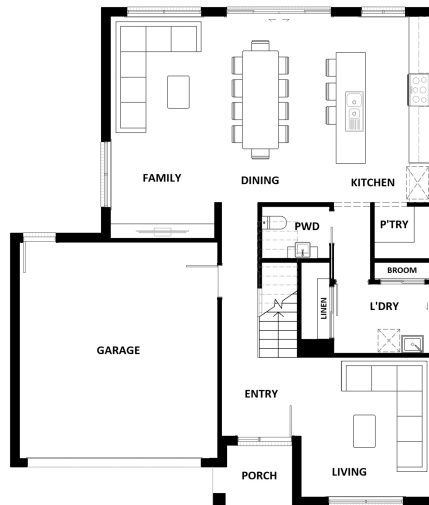 FAMILY
DINING
KITCHEN
PWD
P'TRY
BROOM
LINEN
L'DRY
GARAGE
ENTRY
LIVING
PORCH